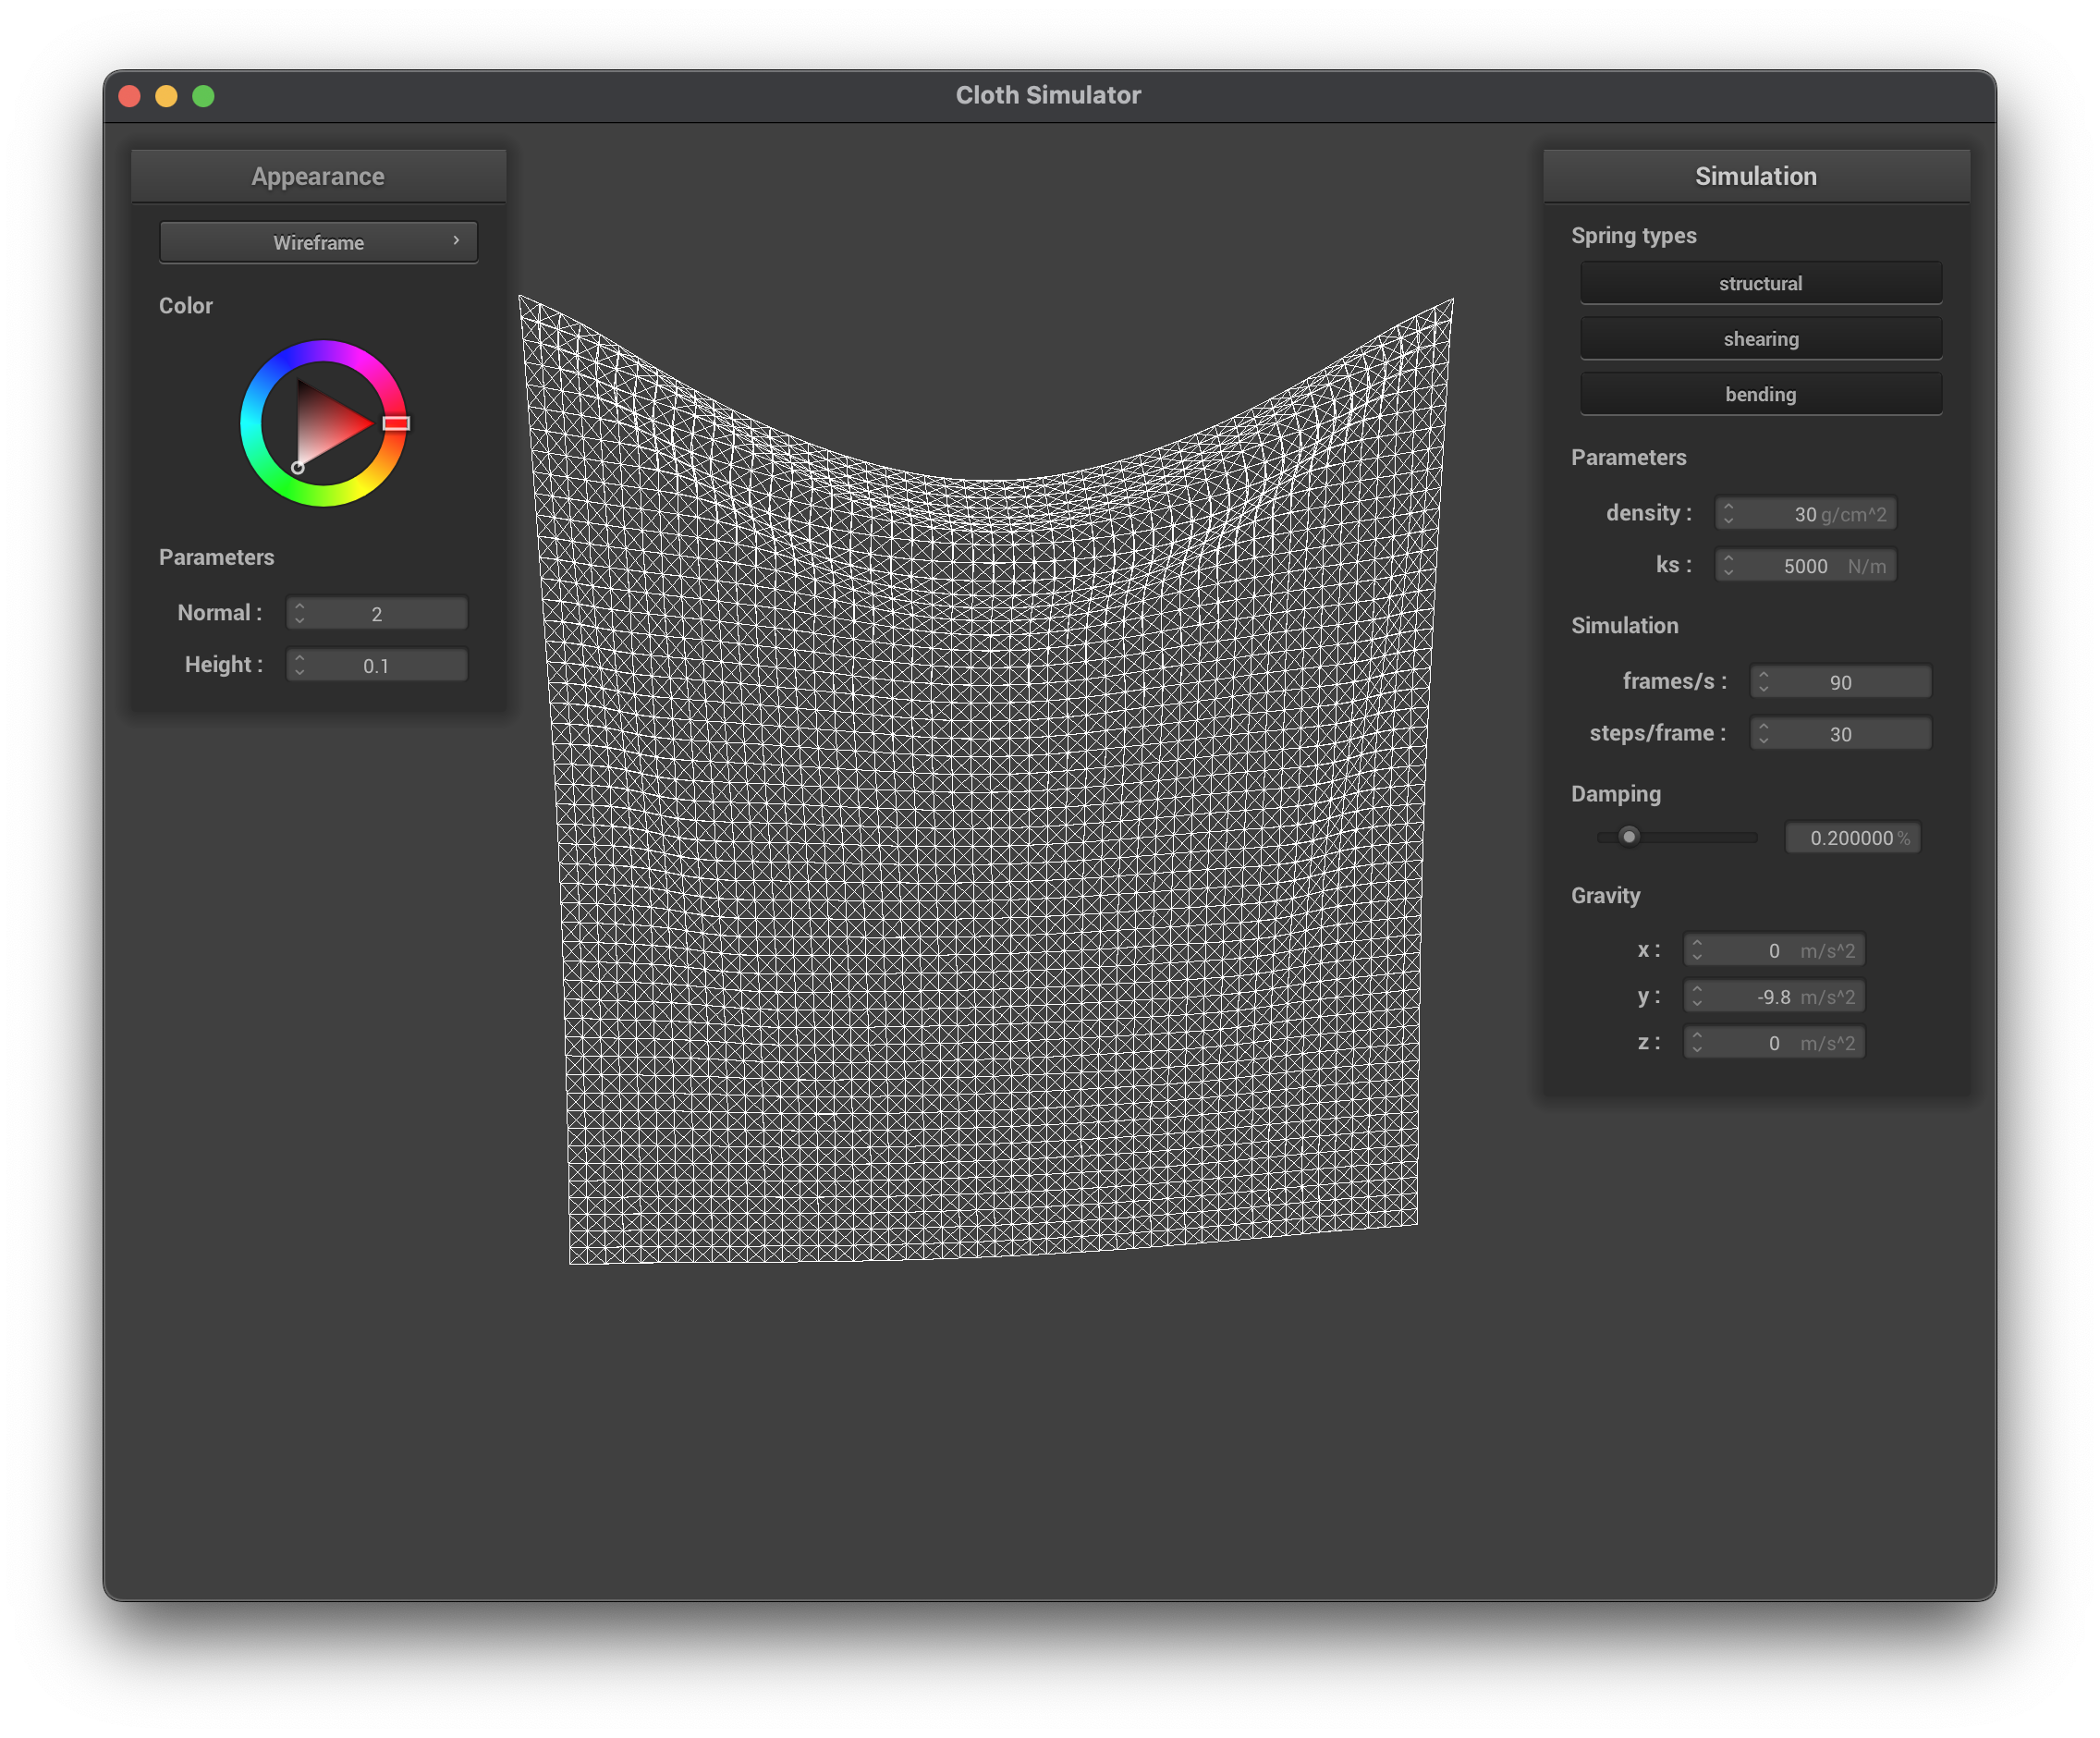 Cloth Simulator
Appearance
Wireframe
Color
Parameters
Normal : 2
Height : 0.1
Simulation
Spring types
structural
shearing
bending
Parameters
density : 30 g/cm^2
ks : 5000 N/m
Simulation
frames/s : 90
steps/frame : 30
Damping
0.200000 %
Gravity
x : 0 m/s^2
y : -9.8 m/s^2
z : 0 m/s^2